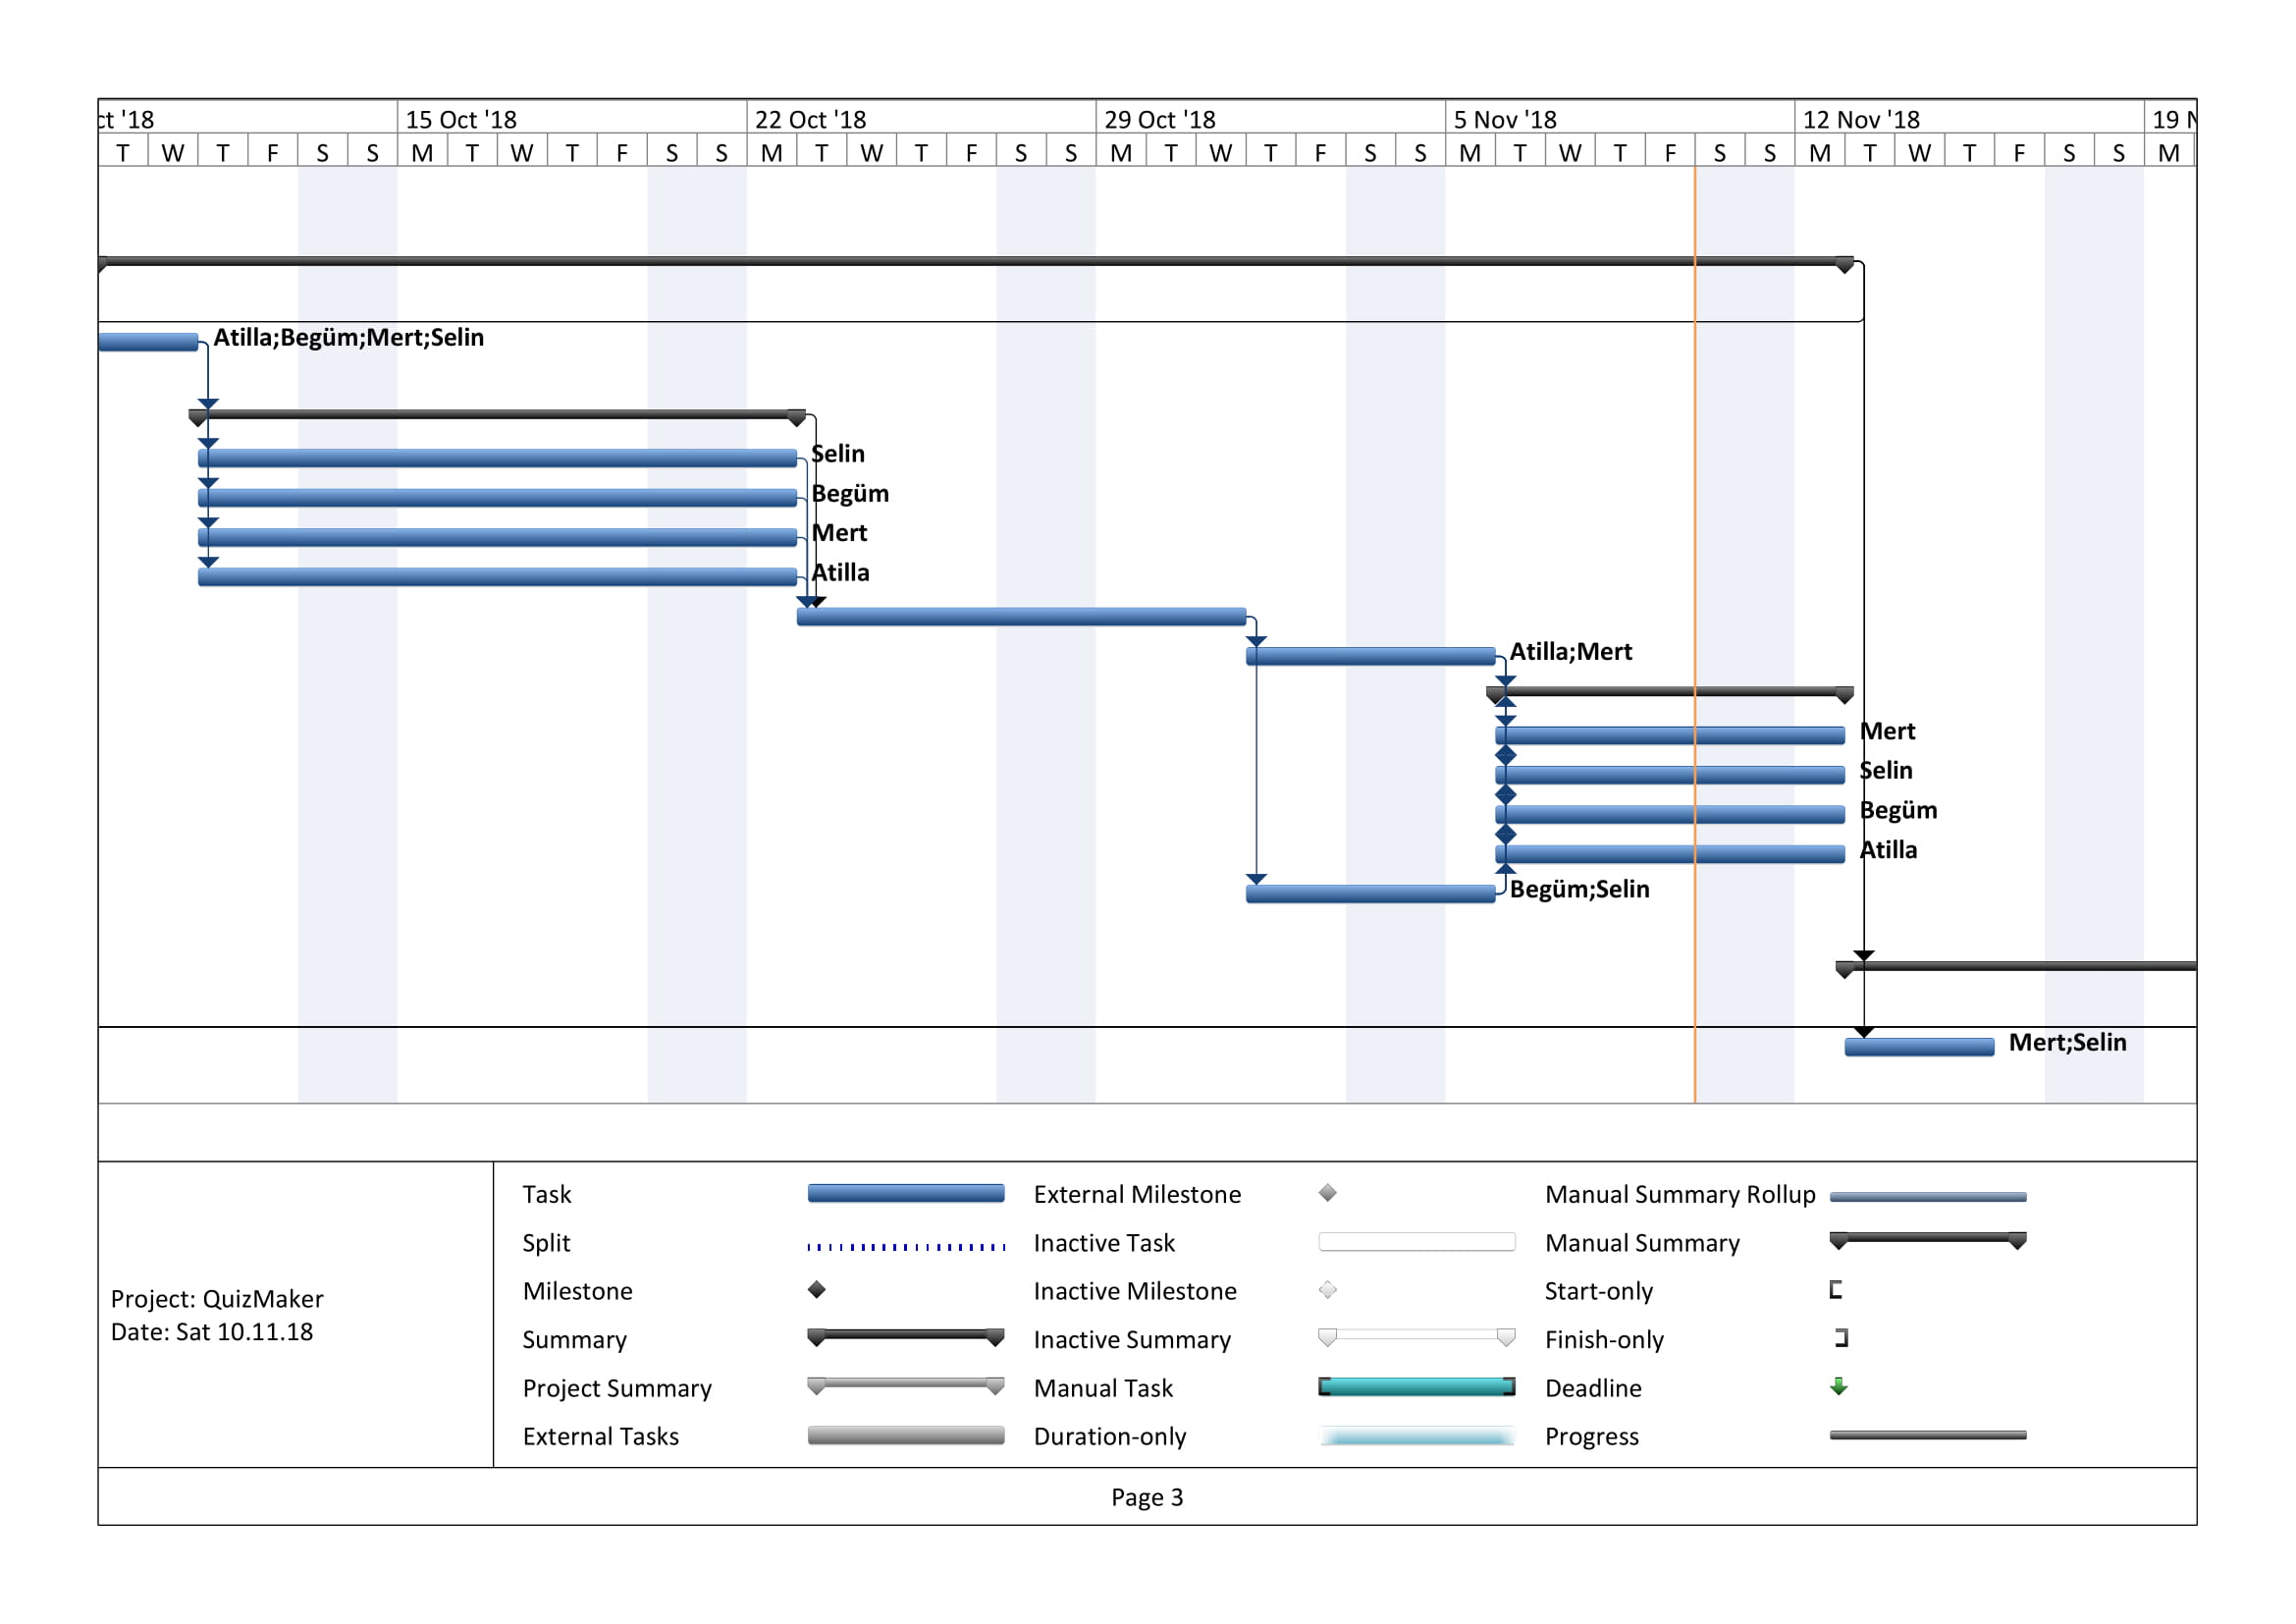 ct '18 15 Oct '18 22 Oct '18 29 Oct '18 5 Nov '18 12 Nov '18 19 N
T W T F S S M T W T F S S M T W T F S S M T W T F S S M T W T F S S M T W T F S S M
Atilla;Begüm;Mert;Selin
Selin
Begüm
Mert
Atilla
Atilla;Mert
Mert
Selin
Begüm
Atilla
Begüm;Selin
Mert;Selin
Project: QuizMaker
Date: Sat 10.11.18
Task
Split
Milestone
Summary
Project Summary
External Tasks
External Milestone
Inactive Task
Inactive Milestone
Inactive Summary
Manual Task
Duration-only
Manual Summary Rollup
Manual Summary
Start-only
Finish-only
Deadline
Progress
Page 3